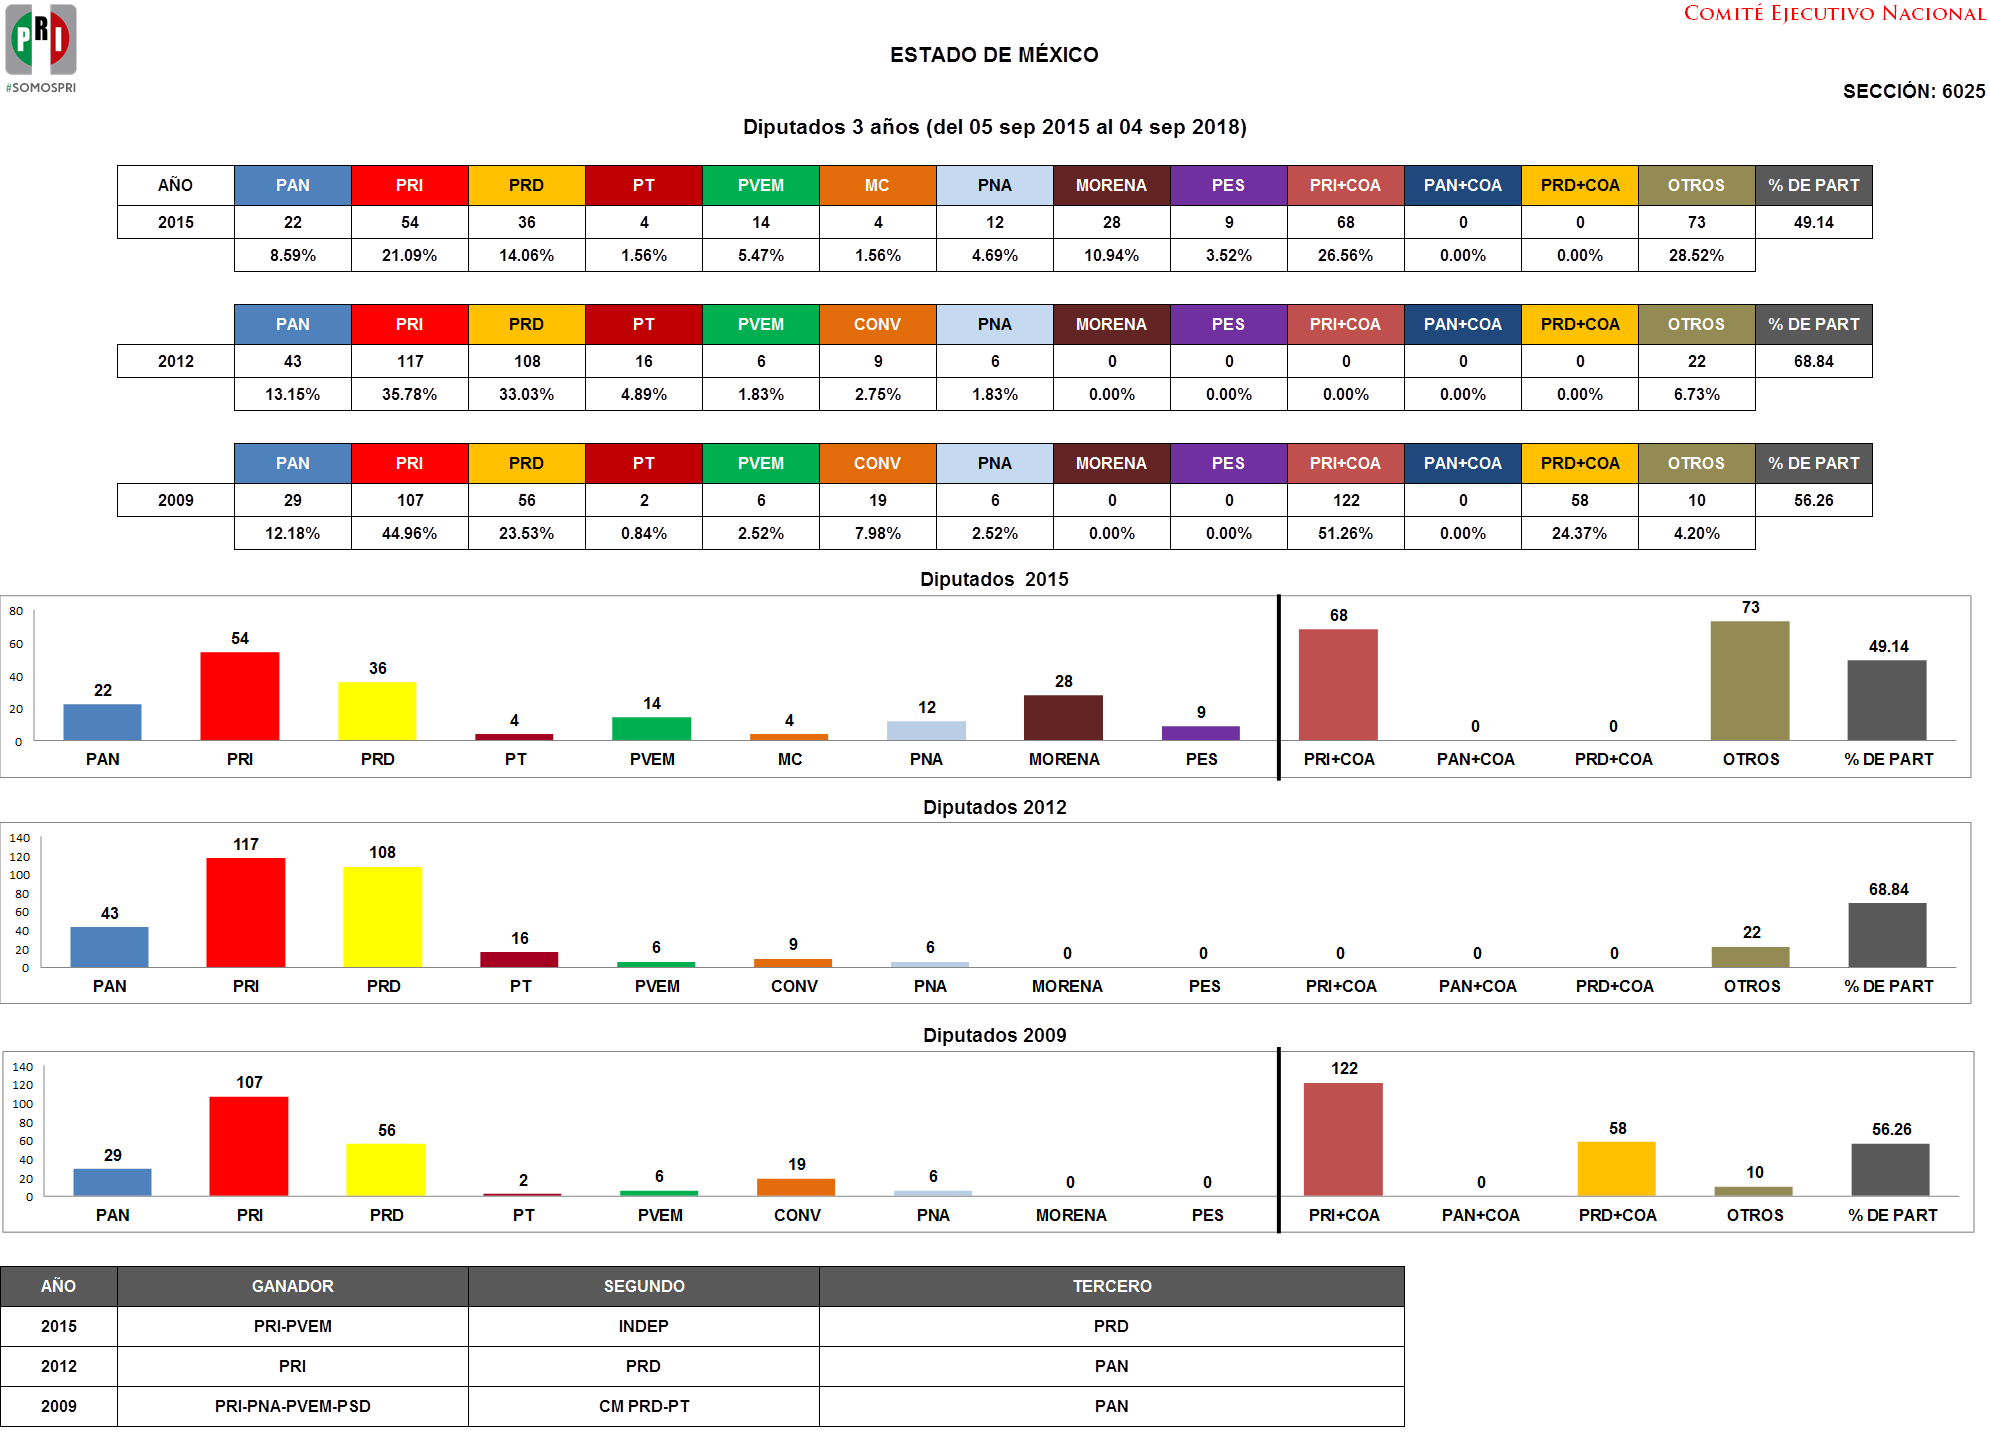 PRI
#SOMOSPRI
COMITÉ EJECUTIVO NACIONAL
ESTADO DE MÉXICO
SECCIÓN: 6025
Diputados 3 años (del 05 sep 2015 al 04 sep 2018)
AÑO PAN PRI PRD PT PVEM MC PNA MORENA PES PRI+COA PAN+COA PRD+COA OTROS % DE PART
2015 22 54 36 4 14 4 12 28 9 68 0 0 73 49.14
8.59% 21.09% 14.06% 1.56% 5.47% 1.56% 4.69% 10.94% 3.52% 26.56% 0.00% 0.00% 28.52%
PAN PRI PRD PT PVEM CONV PNA MORENA PES PRI+COA PAN+COA PRD+COA OTROS % DE PART
2012 43 117 108 16 6 9 6 0 0 0 0 0 22 68.84
13.15% 35.78% 33.03% 4.89% 1.83% 2.75% 1.83% 0.00% 0.00% 0.00% 0.00% 0.00% 6.73%
PAN PRI PRD PT PVEM CONV PNA MORENA PES PRI+COA PAN+COA PRD+COA OTROS % DE PART
2009 29 107 56 2 6 19 6 0 0 122 0 58 10 56.26
12.18% 44.96% 23.53% 0.84% 2.52% 7.98% 2.52% 0.00% 0.00% 51.26% 0.00% 24.37% 4.20%
Diputados 2015
80
60
40
20
0
22 54 36 4 14 4 12 28 9 68 0 0 73 49.14
PAN PRI PRD PT PVEM MC PNA MORENA PES PRI+COA PAN+COA PRD+COA OTROS % DE PART
Diputados 2012
140
120
100
80
60
40
20
0
43 117 108 16 6 9 6 0 0 0 0 0 22 68.84
PAN PRI PRD PT PVEM CONV PNA MORENA PES PRI+COA PAN+COA PRD+COA OTROS % DE PART
Diputados 2009
140
120
100
80
60
40
20
0
29 107 56 2 6 19 6 0 0 122 0 58 10 56.26
PAN PRI PRD PT PVEM CONV PNA MORENA PES PRI+COA PAN+COA PRD+COA OTROS % DE PART
AÑO GANADOR SEGUNDO TERCERO
2015 PRI-PVEM INDEP PRD
2012 PRI PRD PAN
2009 PRI-PNA-PVEM-PSD CM PRD-PT PAN